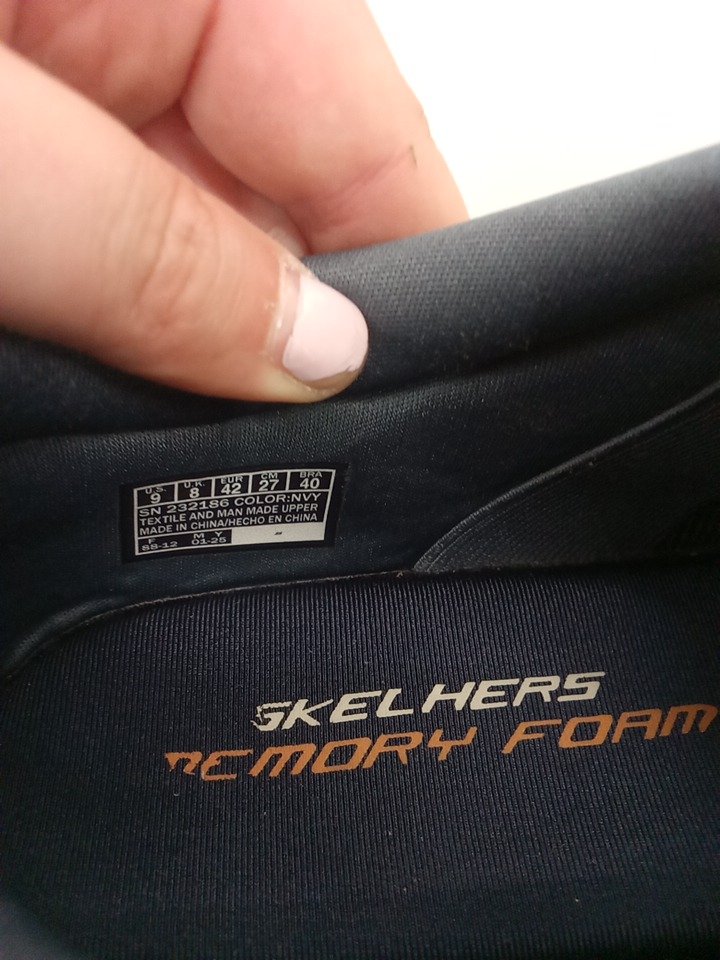 U.S. U.K. EUR CM BRA
9 8 42 27 40
SN 232186 COLOR:NVY
TEXTILE AND MAN MADE UPPER
MADE IN CHINA/HECHO EN CHINA
F M Y
SS-12 01-25
SKELHERS
MEMORY FOAM